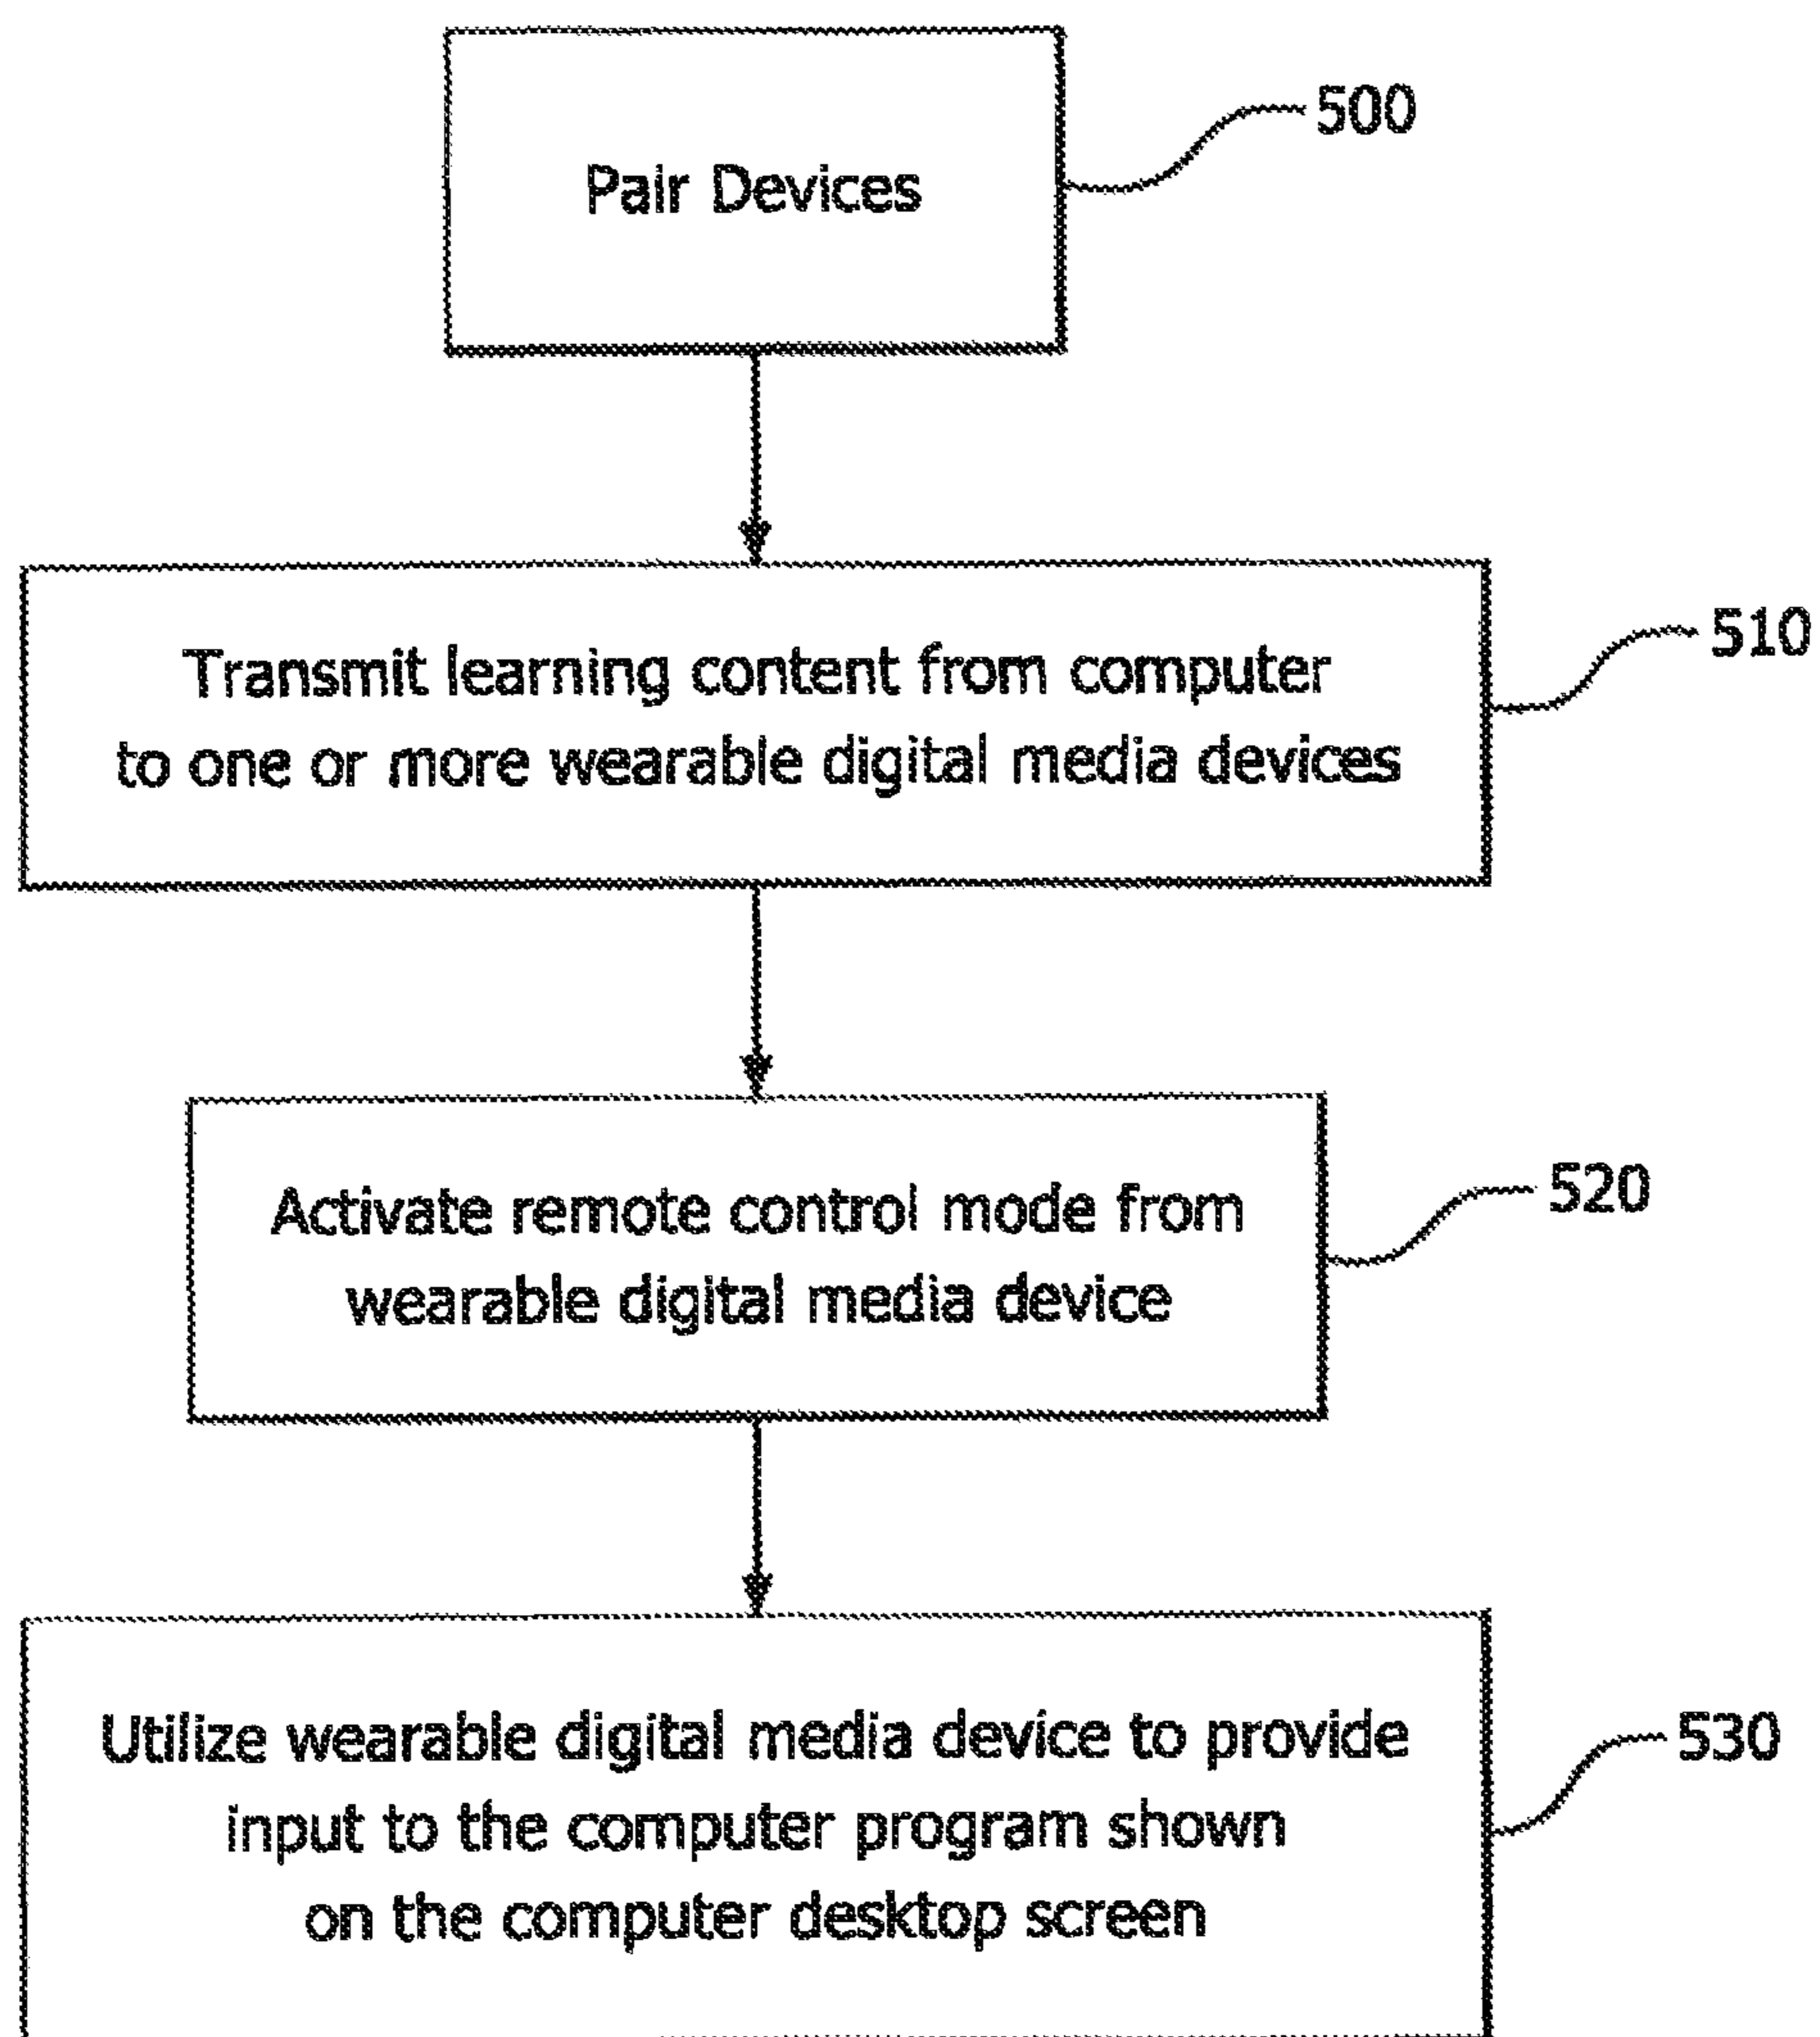 Pair Devices
500
Transmit learning content from computer
to one or more wearable digital media devices
510
Activate remote control mode from
wearable digital media device
520
Utilize wearable digital media device to provide
input to the computer program shown
on the computer desktop screen
530